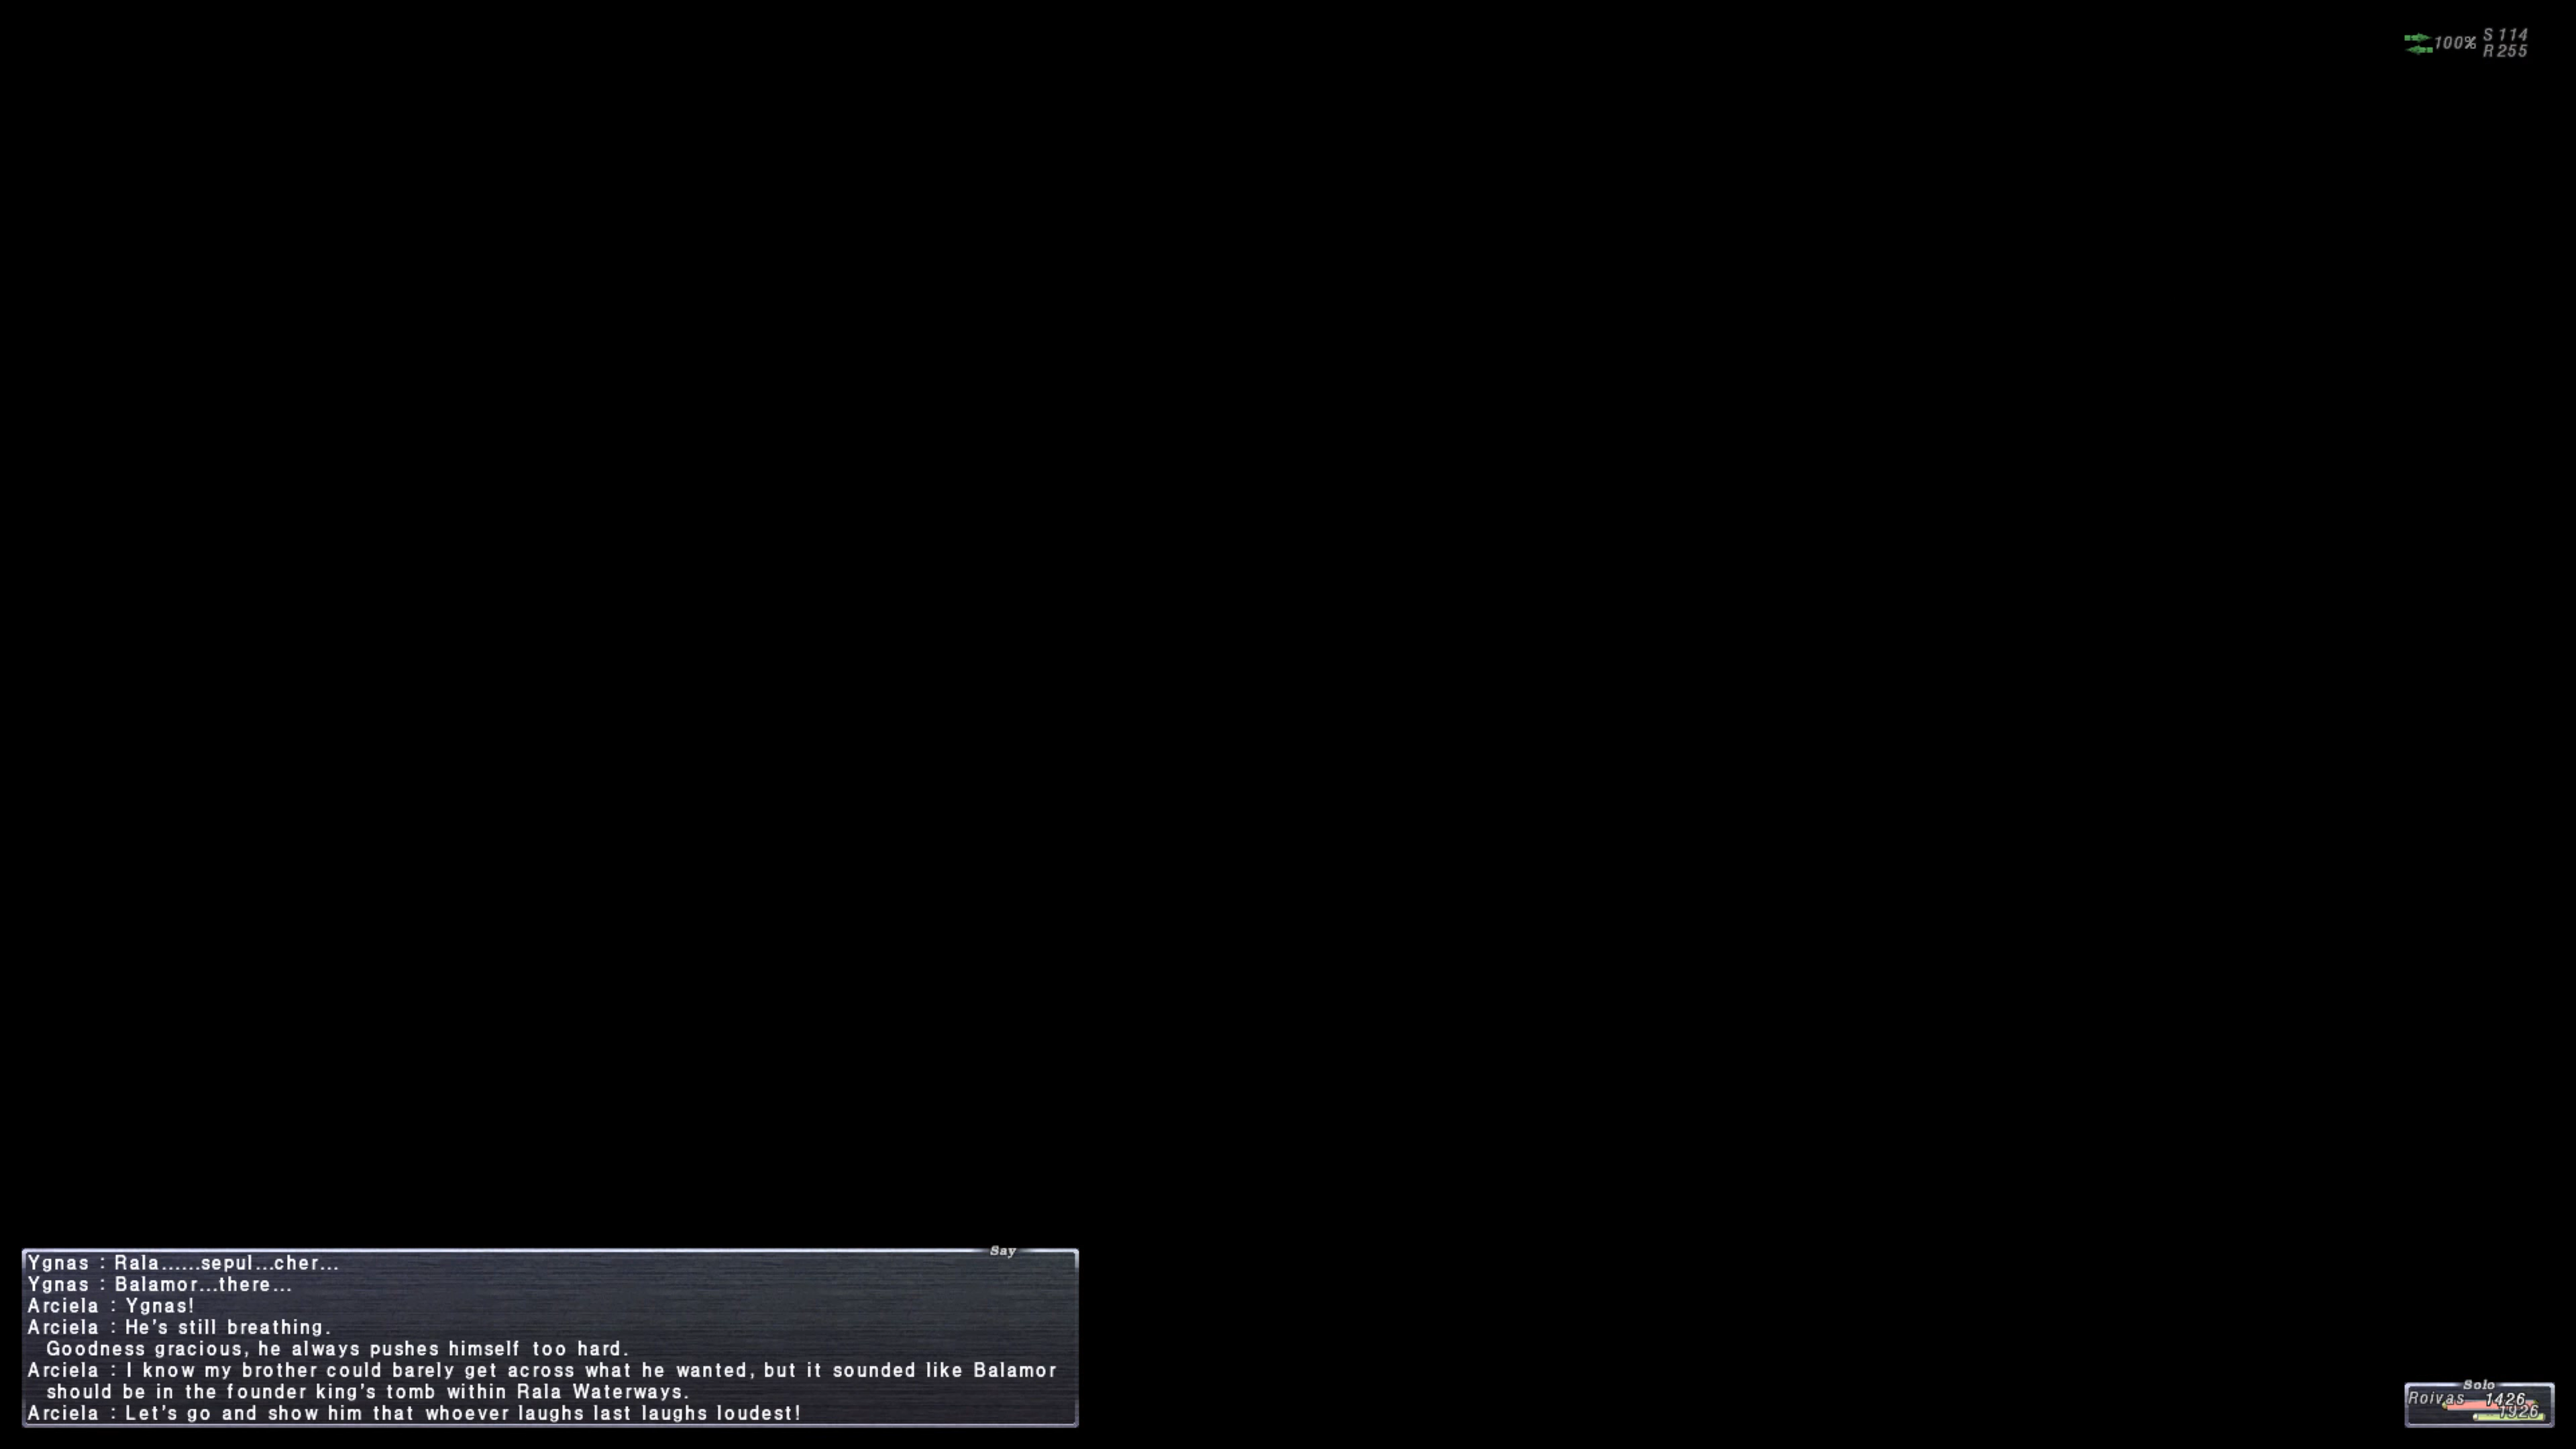 100% S 114
R 255
Say
Ygnas : Rala......sepul...cher...
Ygnas : Balamor...there...
Arciela : Ygnas!
Arciela : He's still breathing.
Goodness gracious, he always pushes himself too hard.
Arciela : I know my brother could barely get across what he wanted, but it sounded like Balamor
should be in the founder king's tomb within Rala Waterways.
Arciela : Let's go and show him that whoever laughs last laughs loudest!
Solo
Roivas 1426
1926